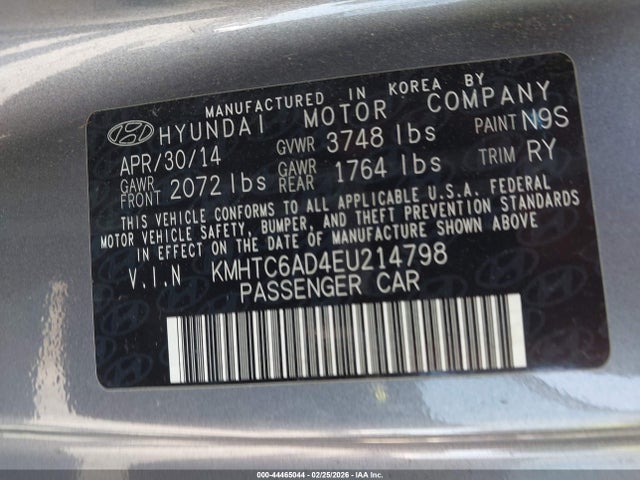 MANUFACTURED IN KOREA BY
HYUNDAI MOTOR COMPANY
APR/30/14 GVWR 3748 lbs PAINT N9S
GAWR FRONT 2072 lbs GAWR REAR 1764 lbs TRIM RY
THIS VEHICLE CONFORMS TO ALL APPLICABLE U.S.A. FEDERAL
MOTOR VEHICLE SAFETY, BUMPER, AND THEFT PREVENTION STANDARDS
IN EFFECT ON THE DATE OF MANUFACTURE SHOWN ABOVE.
V.I.N KMHTC6AD4EU214798
PASSENGER CAR
000-44465044 | 02/25/2026 - IAA Inc.